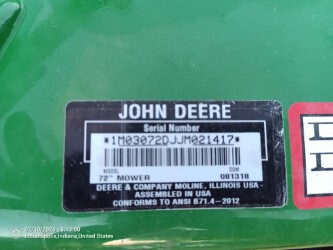 JOHN DEERE
Serial Number
*1M03072DJJM021417*
MODEL DOM
72" MOWER 081318
DEERE & COMPANY MOLINE, ILLINOIS USA
ASSEMBLED IN USA
CONFORMS TO ANSI B71.4-2012
Indianapolis, Indiana, United States